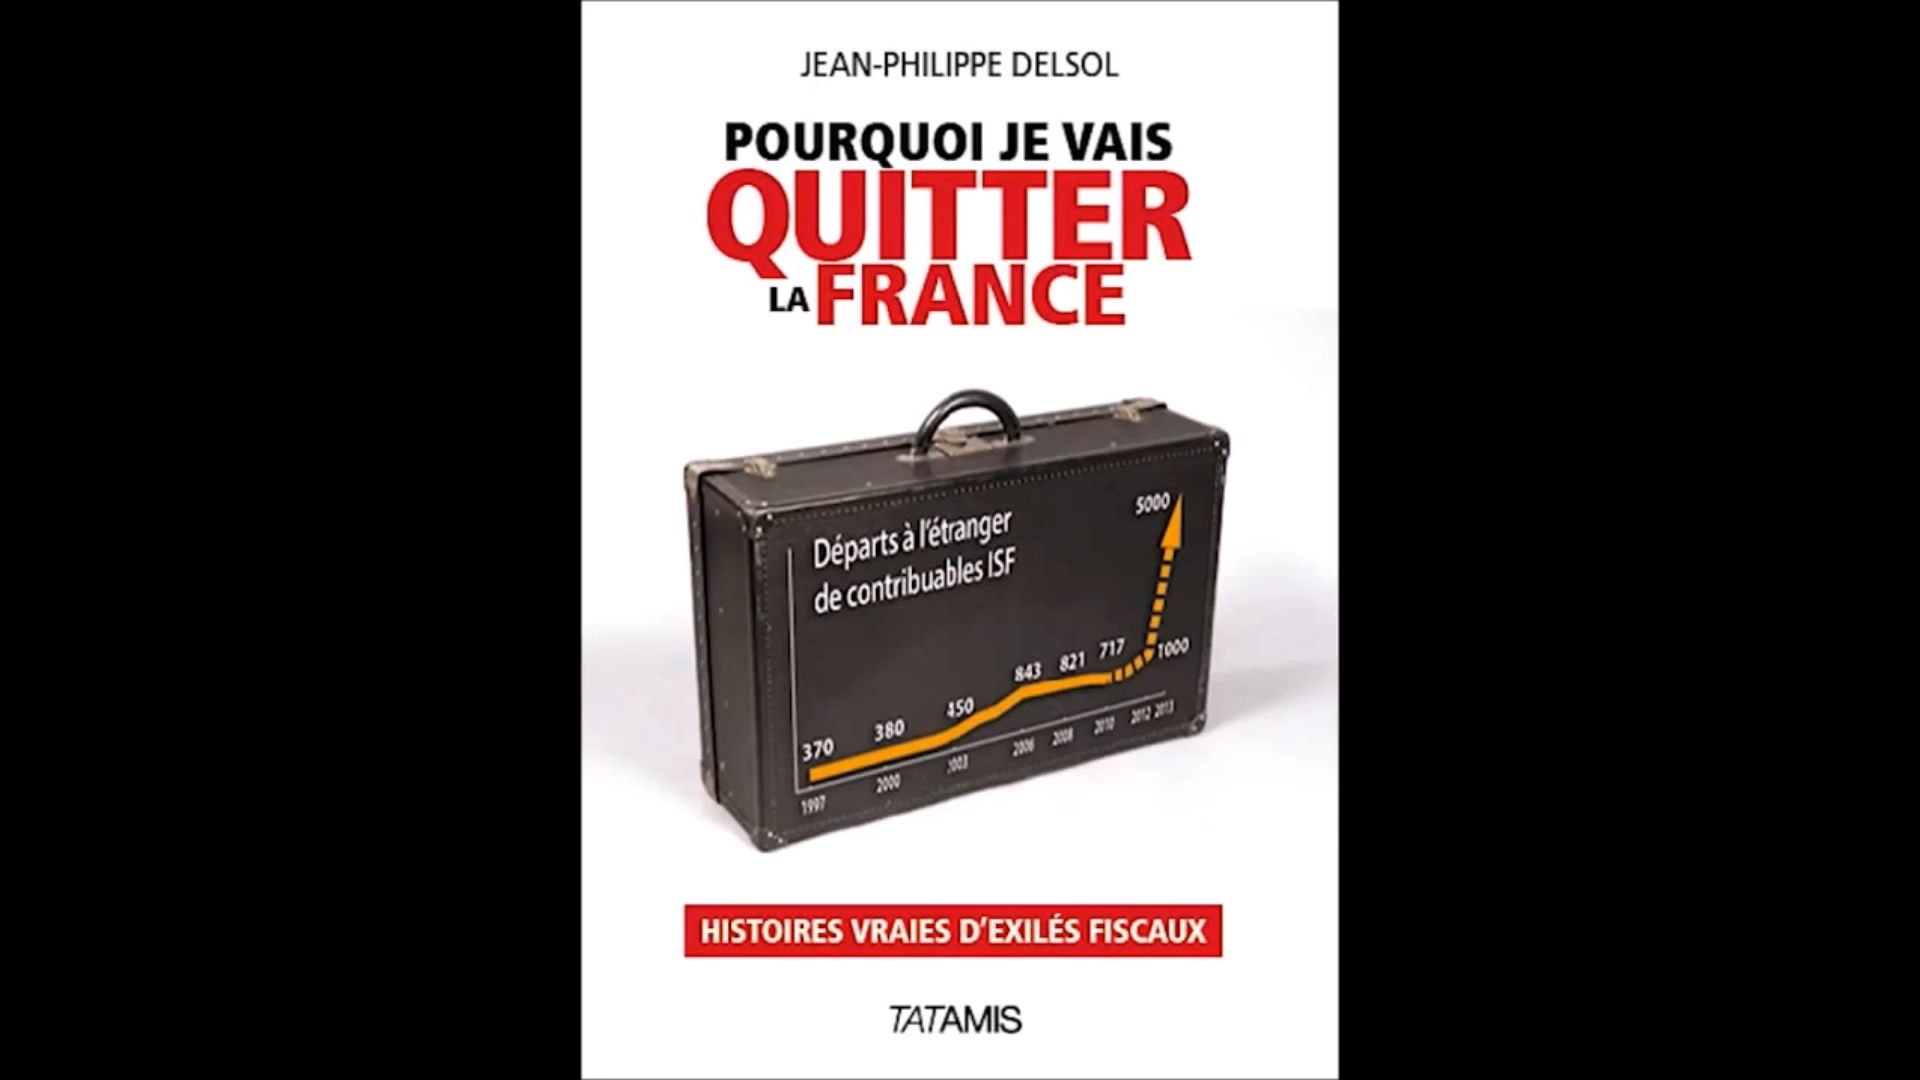 JEAN-PHILIPPE DELSOL
POURQUOI JE VAIS
QUITTER
LA FRANCE
Départs à l'étranger
de contribuables ISF
5000
370
380
450
843
821
717
1000
1997
2000
2003
2006
2008
2010
2012
2013
HISTOIRES VRAIES D'EXILÉS FISCAUX
TATAMIS